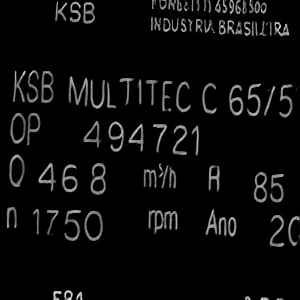 KSB
INDUSTRIA BRASILEIRA
KSB MULTITEC C 65/5
OP 494721
Q 468 m³/h A 85
n 1750 rpm Ano 20